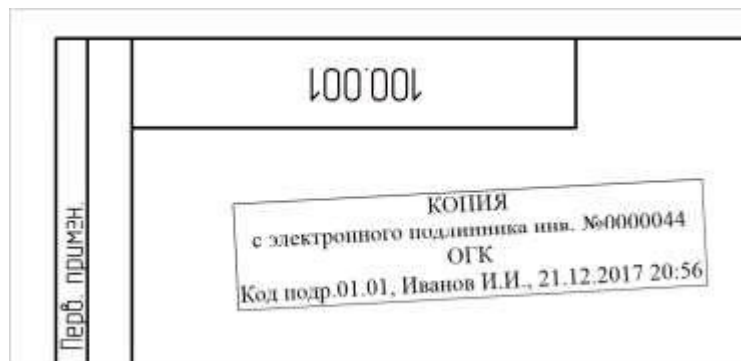 100.001
КОПИЯ
с электронного подлинника инв. №0000044
ОГК
Код подр.01.01, Иванов И.И., 21.12.2017 20:56
Перв. примэн.